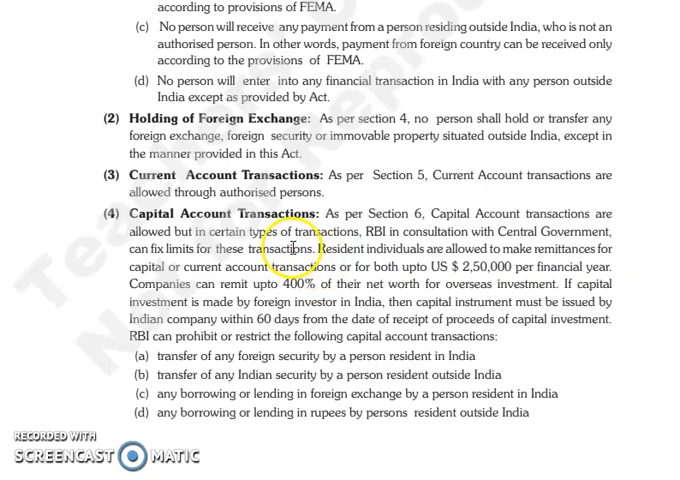 according to provisions of FEMA.
(c) No person will receive any payment from a person residing outside India, who is not an
authorised person. In other words, payment from foreign country can be received only
according to the provisions of FEMA.
(d) No person will enter into any financial transaction in India with any person outside
India except as provided by Act.
(2) Holding of Foreign Exchange: As per section 4, no person shall hold or transfer any
foreign exchange, foreign security or immovable property situated outside India, except in
the manner provided in this Act.
(3) Current Account Transactions: As per Section 5, Current Account transactions are
allowed through authorised persons.
(4) Capital Account Transactions: As per Section 6, Capital Account transactions are
allowed but in certain types of transactions, RBI in consultation with Central Government,
can fix limits for these transactions. Resident individuals are allowed to make remittances for
capital or current account transactions or for both upto US $ 2,50,000 per financial year.
Companies can remit upto 400% of their net worth for overseas investment. If capital
investment is made by foreign investor in India, then capital instrument must be issued by
Indian company within 60 days from the date of receipt of proceeds of capital investment.
RBI can prohibit or restrict the following capital account transactions:
(a) transfer of any foreign security by a person resident in India
(b) transfer of any Indian security by a person resident outside India
(c) any borrowing or lending in foreign exchange by a person resident in India
(d) any borrowing or lending in rupees by persons resident outside India
RECORDED WITH
SCREENCAST MATIC